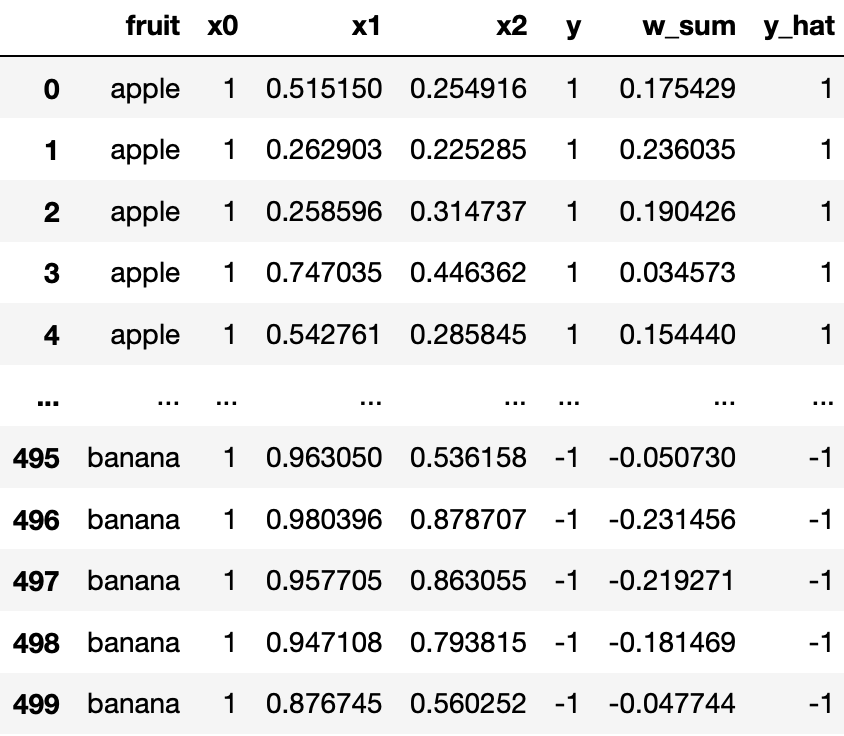 fruit x0 x1 x2 y w_sum y_hat
0 apple 1 0.515150 0.254916 1 0.175429 1
1 apple 1 0.262903 0.225285 1 0.236035 1
2 apple 1 0.258596 0.314737 1 0.190426 1
3 apple 1 0.747035 0.446362 1 0.034573 1
4 apple 1 0.542761 0.285845 1 0.154440 1
... ... ... ... ... ... ... ...
495 banana 1 0.963050 0.536158 -1 -0.050730 -1
496 banana 1 0.980396 0.878707 -1 -0.231456 -1
497 banana 1 0.957705 0.863055 -1 -0.219271 -1
498 banana 1 0.947108 0.793815 -1 -0.181469 -1
499 banana 1 0.876745 0.560252 -1 -0.047744 -1